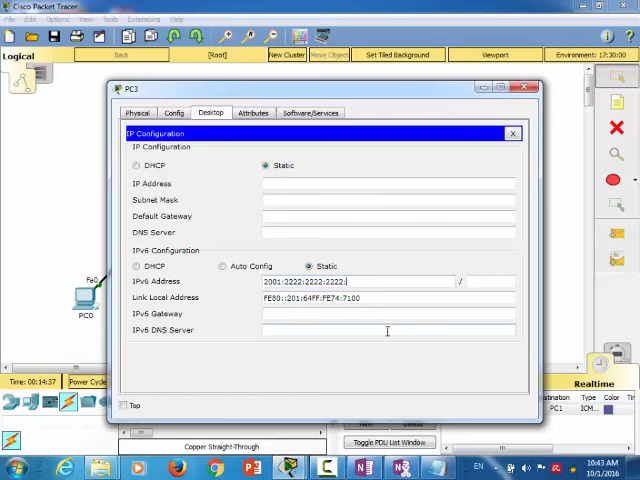 Cisco Packet Tracer
File Edit Options View Tools Extensions Help
Logical Back [Root] New Cluster Move Object Set Tiled Background Viewport Environment: 17:30:00
PC3
Physical Config Desktop Attributes Software/Services
IP Configuration X
IP Configuration
DHCP Static
IP Address
Subnet Mask
Default Gateway
DNS Server
IPv6 Configuration
DHCP Auto Config Static
IPv6 Address 2001:2222:2222:2222: /
Link Local Address FE80::201:64FF:FE74:7100
IPv6 Gateway
IPv6 DNS Server
Fa0
PC0
Time: 00:14:37 Power Cycle
Realtime
Top
Color
PC1 ICM...
Copper Straight-Through
Toggle PDU List Window
EN
10:43 AM
10/1/2016